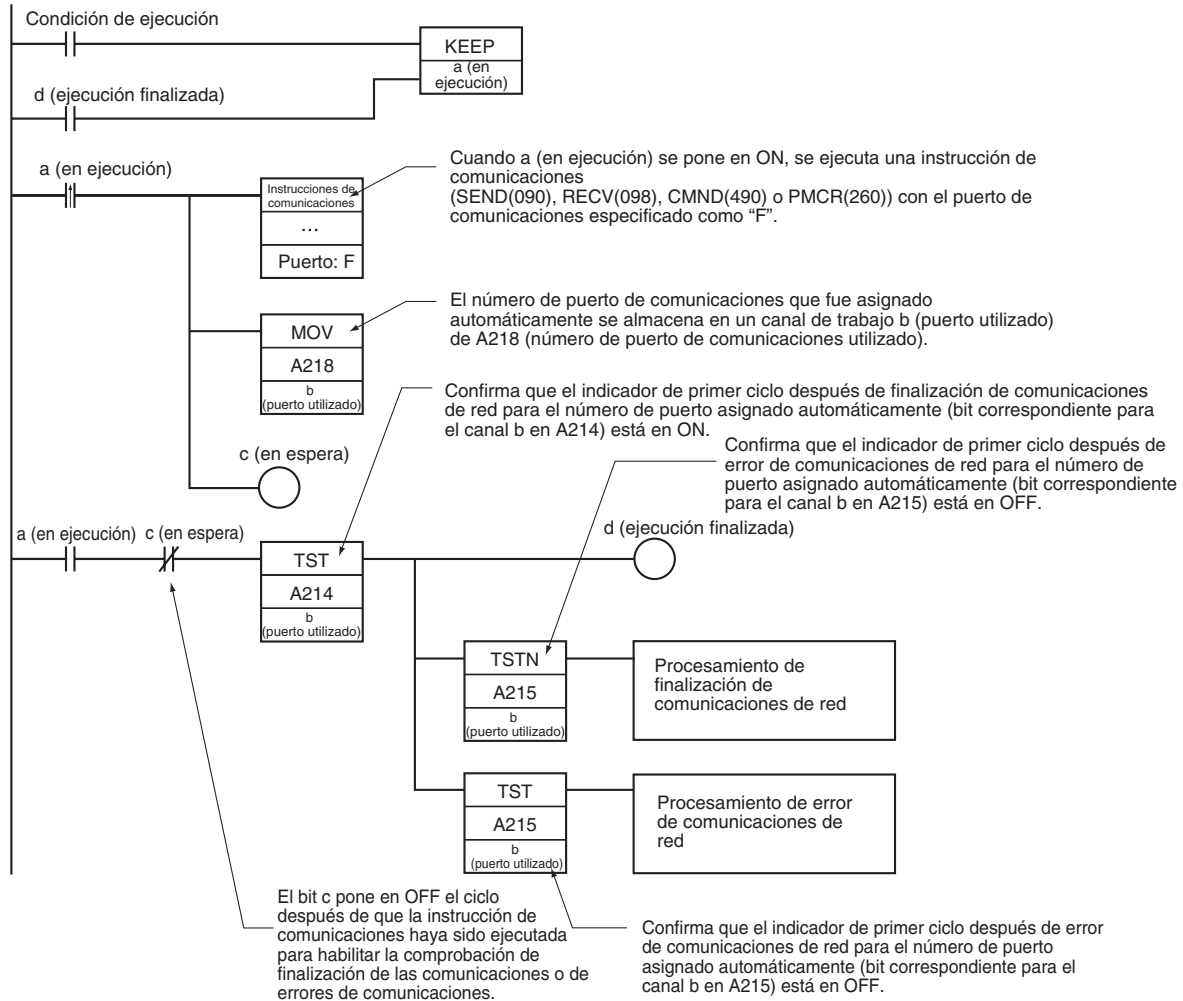 Condición de ejecución
KEEP
a (en
ejecución)
d (ejecución finalizada)
a (en ejecución)
Instrucciones de
comunicaciones
...
Puerto: F
Cuando a (en ejecución) se pone en ON, se ejecuta una instrucción de
comunicaciones
(SEND(090), RECV(098), CMND(490) o PMCR(260)) con el puerto de
comunicaciones especificado como “F”.
MOV
A218
b
(puerto utilizado)
El número de puerto de comunicaciones que fue asignado
automáticamente se almacena en un canal de trabajo b (puerto utilizado)
de A218 (número de puerto de comunicaciones utilizado).
Confirma que el indicador de primer ciclo después de finalización de comunicaciones
de red para el número de puerto asignado automáticamente (bit correspondiente para
el canal b en A214) está en ON.
c (en espera)
Confirma que el indicador de primer ciclo después de
error de comunicaciones de red para el número de
puerto asignado automáticamente (bit correspondiente
para el canal b en A215) está en OFF.
a (en ejecución) c (en espera)
d (ejecución finalizada)
TST
A214
b
(puerto utilizado)
TSTN
A215
b
(puerto utilizado)
Procesamiento de
finalización de
comunicaciones de red
TST
A215
b
(puerto utilizado)
Procesamiento de error
de comunicaciones de
red
El bit c pone en OFF el ciclo
después de que la instrucción de
comunicaciones haya sido ejecutada
para habilitar la comprobación de
finalización de las comunicaciones o de
errores de comunicaciones.
Confirma que el indicador de primer ciclo después de error
de comunicaciones de red para el número de puerto
asignado automáticamente (bit correspondiente para el
canal b en A215) está en OFF.